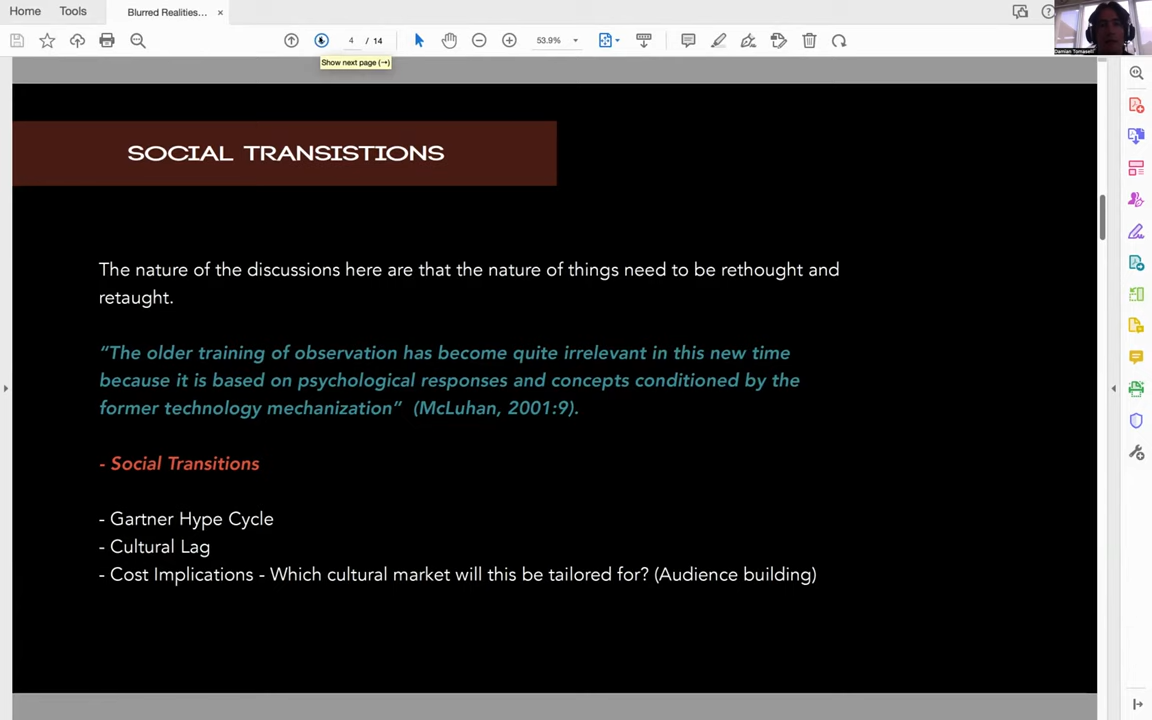 Home
Tools
Blurred Realities...
×
4 / 14
53.9%
Show next page (→)
Damian Tomaselli
SOCIAL TRANSISTIONS
The nature of the discussions here are that the nature of things need to be rethought and
retaught.
“The older training of observation has become quite irrelevant in this new time
because it is based on psychological responses and concepts conditioned by the
former technology mechanization” (McLuhan, 2001:9).
- Social Transitions
- Gartner Hype Cycle
- Cultural Lag
- Cost Implications - Which cultural market will this be tailored for? (Audience building)